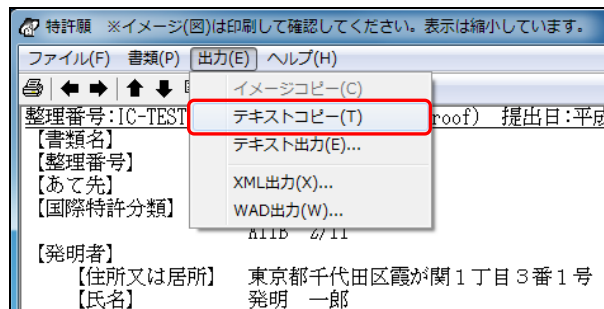 特許願 ※イメージ(図)は印刷して確認してください。表示は縮小しています。
ファイル(F) 書類(P) 出力(E) ヘルプ(H)
イメージコピー(C)
テキストコピー(T)
テキスト出力(E)...
XML出力(X)...
WAD出力(W)...
整理番号:IC-TEST roof) 提出日:平成
【書類名】
【整理番号】
【あて先】
【国際特許分類】
A11B 2/11
【発明者】
【住所又は居所】 東京都千代田区霞が関1丁目3番1号
【氏名】 発明 一郎